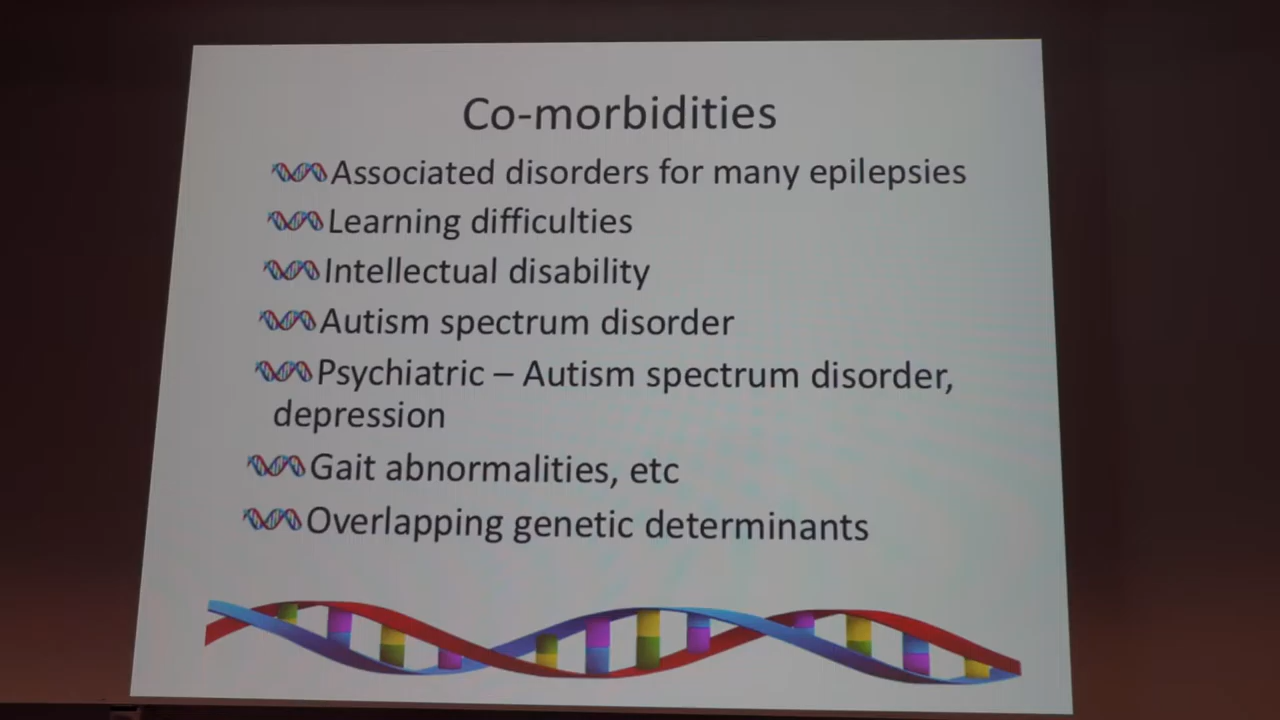 Co-morbidities
Associated disorders for many epilepsies
Learning difficulties
Intellectual disability
Autism spectrum disorder
Psychiatric – Autism spectrum disorder,
depression
Gait abnormalities, etc
Overlapping genetic determinants